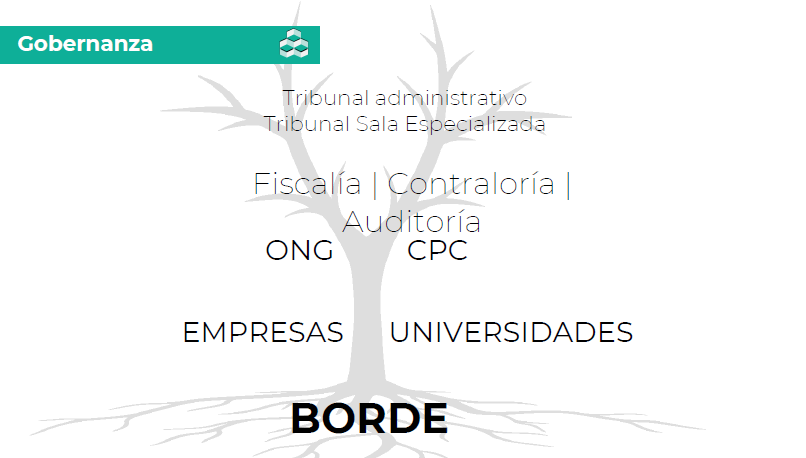 Gobernanza
Tribunal administrativo
Tribunal Sala Especializada
Fiscalía | Contraloría |
Auditoría
ONG CPC
EMPRESAS UNIVERSIDADES
BORDE